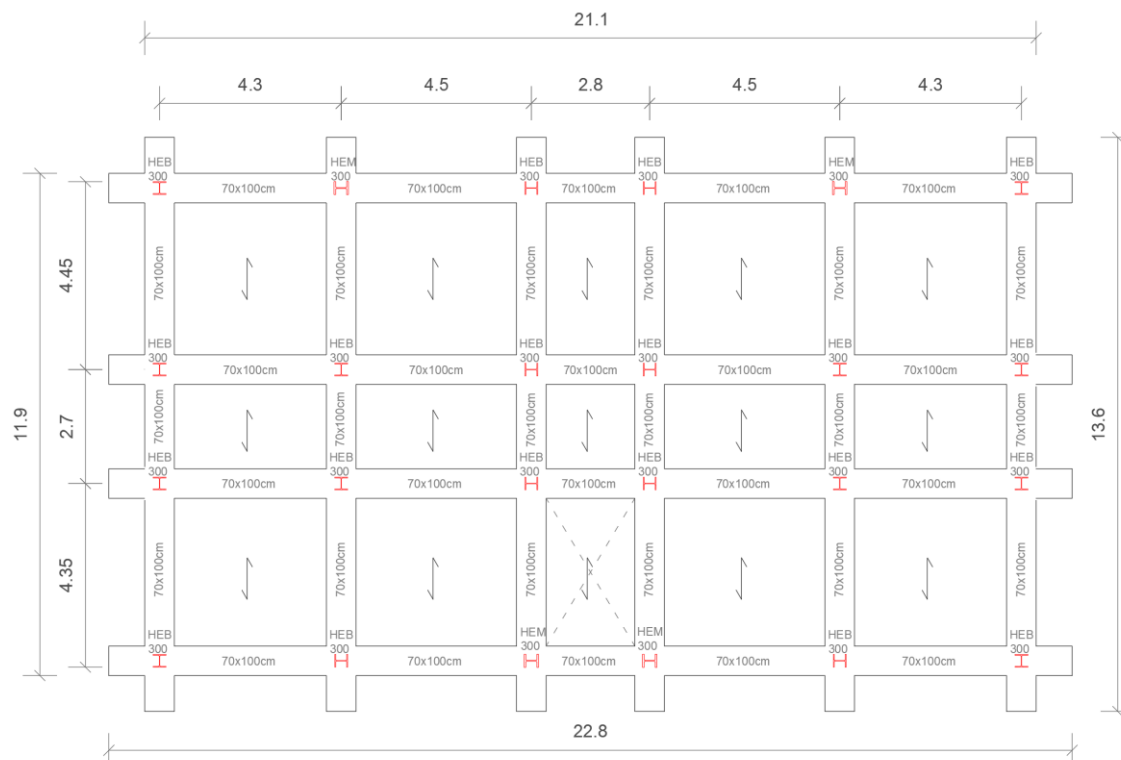 21.1
4.3 4.5 2.8 4.5 4.3
HEB HEM HEB HEB HEM HEB
300 300 300 300 300 300
70x100cm 70x100cm 70x100cm 70x100cm 70x100cm
4.45
70x100cm 70x100cm 70x100cm 70x100cm 70x100cm 70x100cm
HEB HEB HEB HEB HEB HEB
300 300 300 300 300 300
70x100cm 70x100cm 70x100cm 70x100cm 70x100cm
11.9
2.7
13.6
70x100cm 70x100cm 70x100cm 70x100cm 70x100cm 70x100cm
HEB HEB HEB HEB HEB HEB
300 300 300 300 300 300
70x100cm 70x100cm 70x100cm 70x100cm 70x100cm
4.35
70x100cm 70x100cm 70x100cm x 70x100cm 70x100cm 70x100cm
HEB HEB HEM HEM HEB HEB
300 300 300 300 300 300
70x100cm 70x100cm 70x100cm 70x100cm 70x100cm
22.8